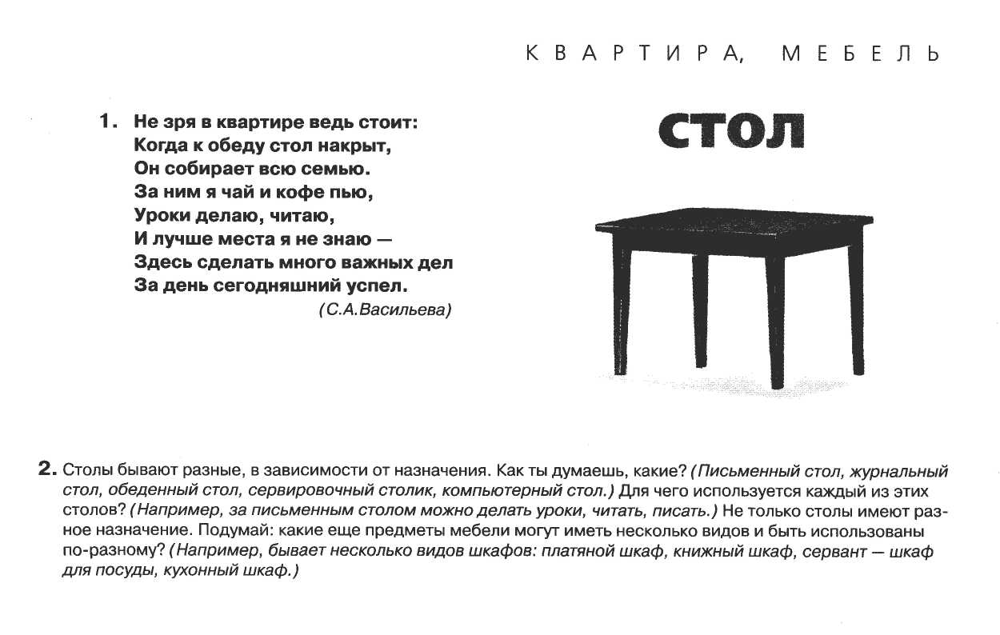 КВАРТИРА, МЕБЕЛЬ
СТОЛ
1. Не зря в квартире ведь стоит:
Когда к обеду стол накрыт,
Он собирает всю семью.
За ним я чай и кофе пью,
Уроки делаю, читаю,
И лучше места я не знаю —
Здесь сделать много важных дел
За день сегодняшний успел.
(С.А.Васильева)
2. Столы бывают разные, в зависимости от назначения. Как ты думаешь, какие? (Письменный стол, журнальный
стол, обеденный стол, сервировочный столик, компьютерный стол.) Для чего используется каждый из этих
столов? (Например, за письменным столом можно делать уроки, читать, писать.) Не только столы имеют раз-
ное назначение. Подумай: какие еще предметы мебели могут иметь несколько видов и быть использованы
по-разному? (Например, бывает несколько видов шкафов: платяной шкаф, книжный шкаф, сервант — шкаф
для посуды, кухонный шкаф.)